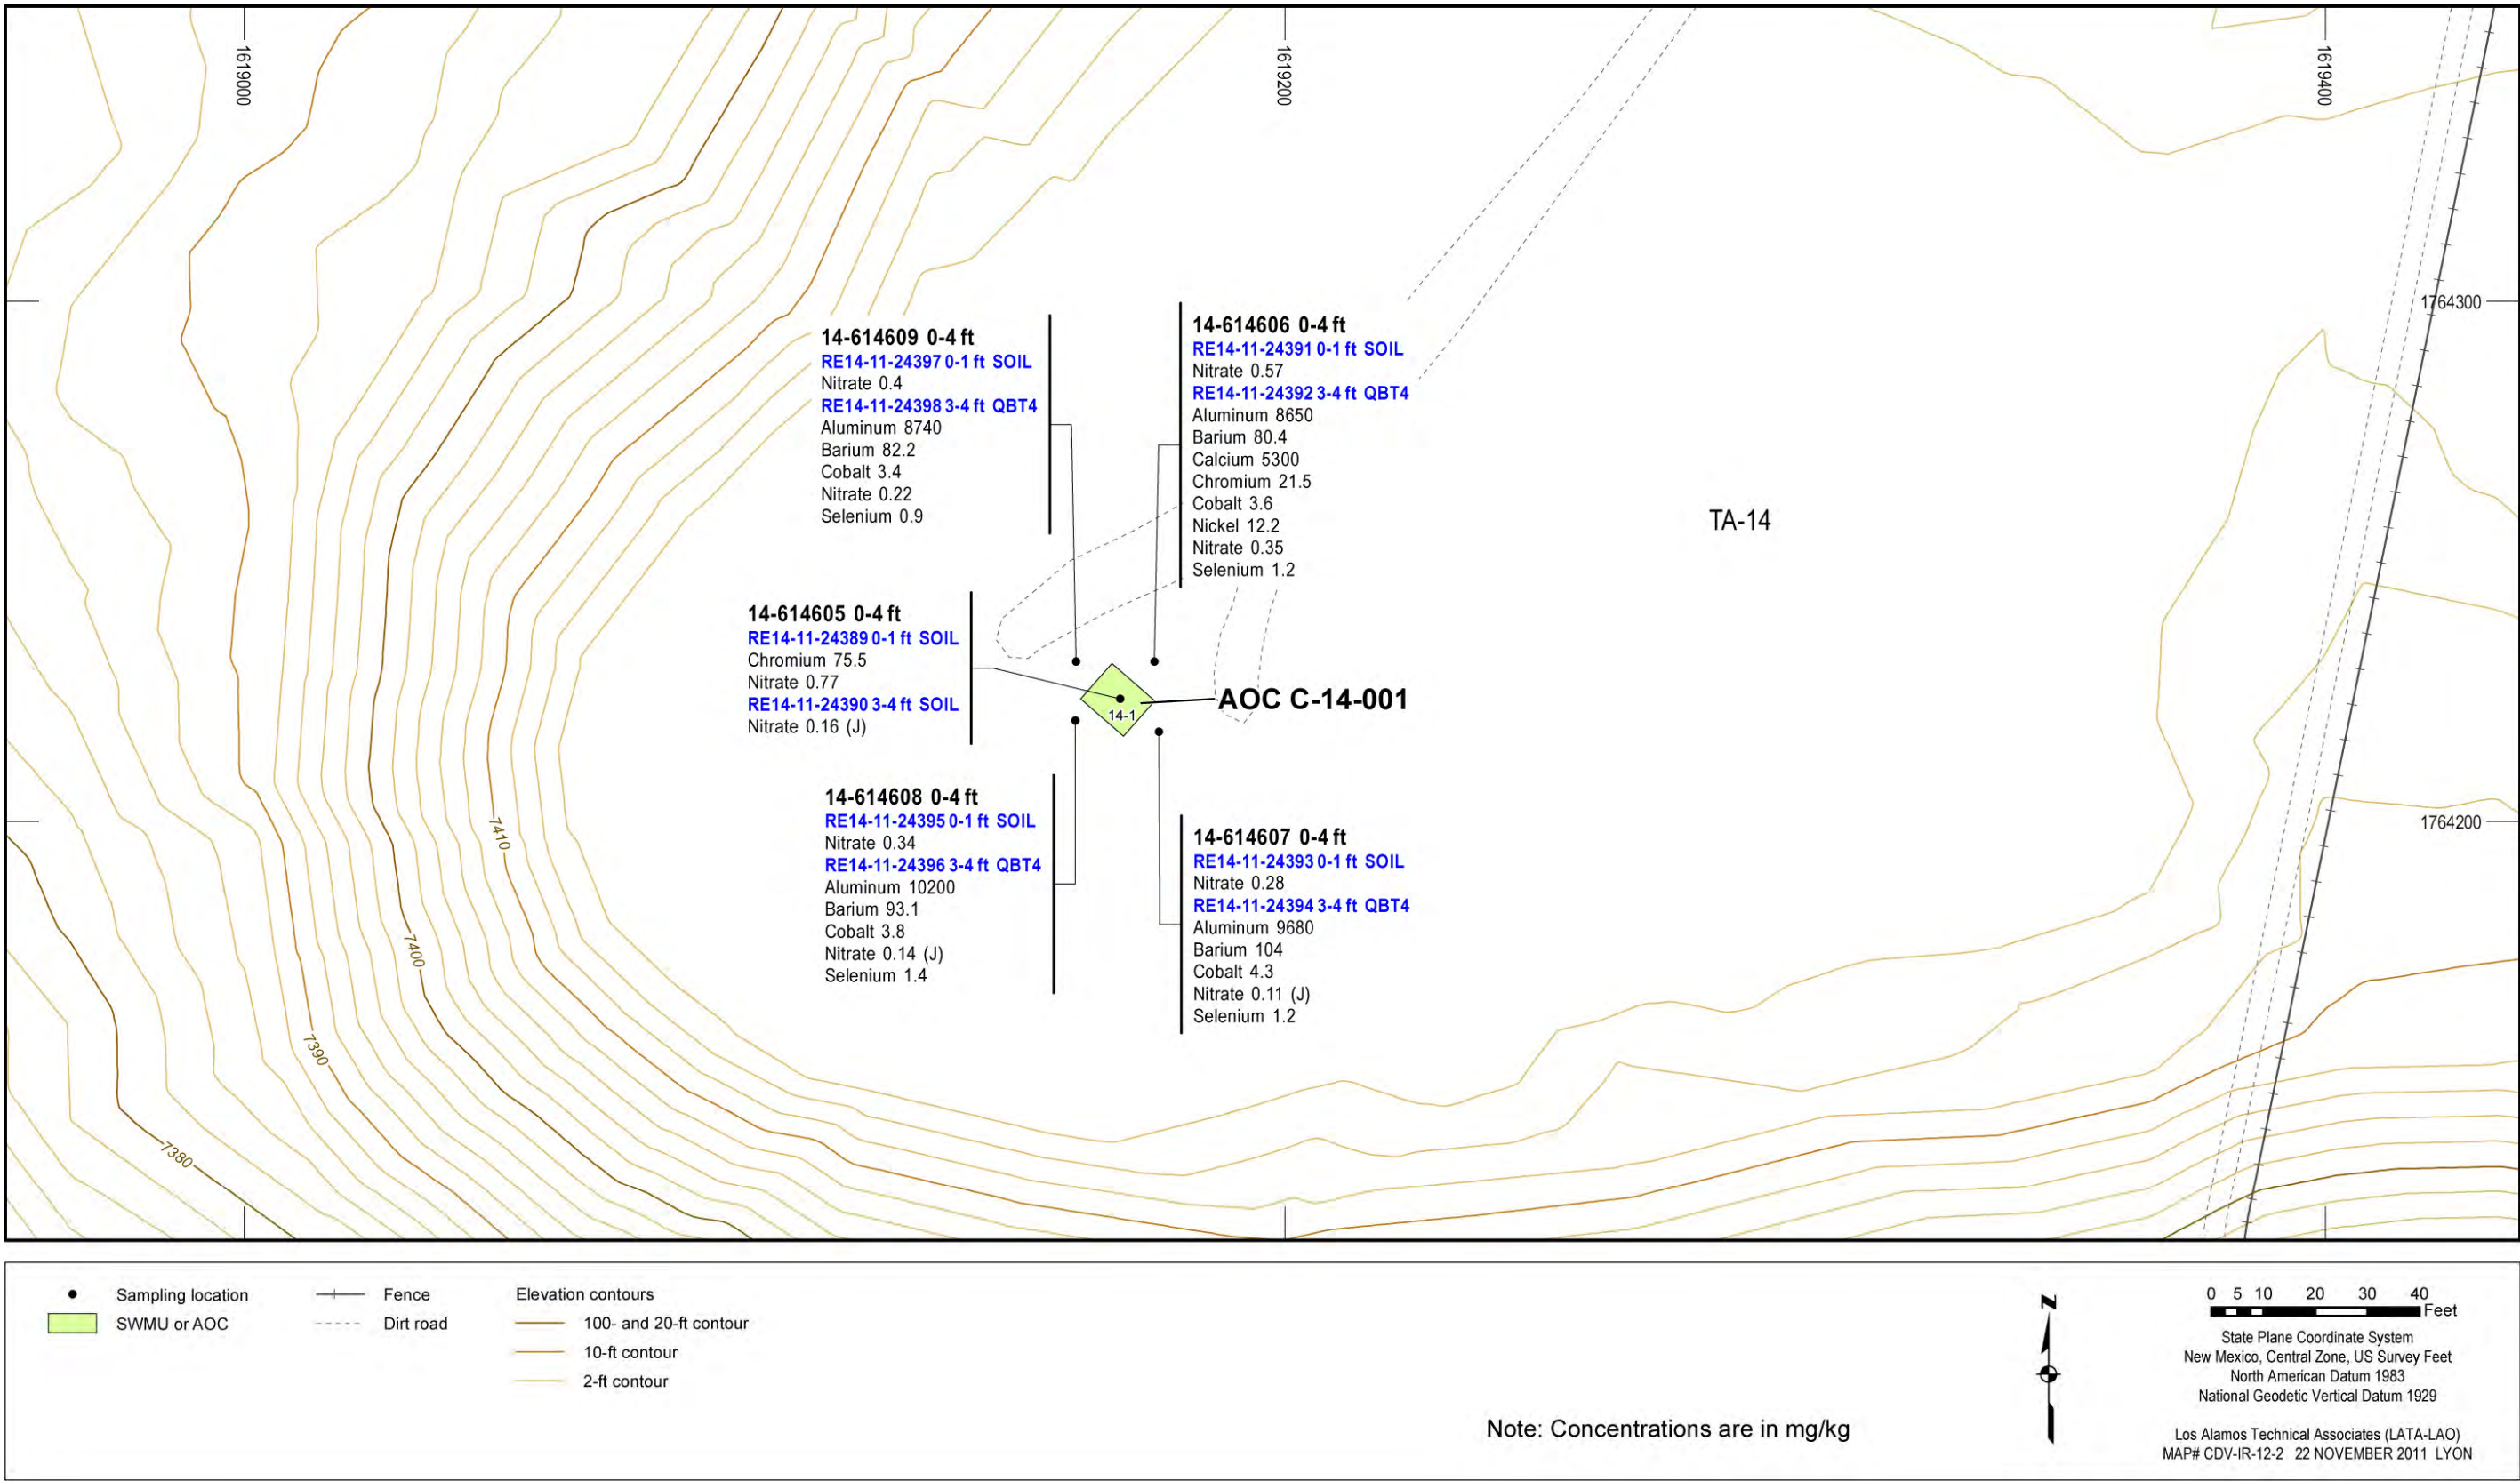 1619000
1619200
1619400
1764300
14-614609 0-4 ft
RE14-11-24397 0-1 ft SOIL
Nitrate 0.4
RE14-11-24398 3-4 ft QBT4
Aluminum 8740
Barium 82.2
Cobalt 3.4
Nitrate 0.22
Selenium 0.9
14-614606 0-4 ft
RE14-11-24391 0-1 ft SOIL
Nitrate 0.57
RE14-11-24392 3-4 ft QBT4
Aluminum 8650
Barium 80.4
Calcium 5300
Chromium 21.5
Cobalt 3.6
Nickel 12.2
Nitrate 0.35
Selenium 1.2
TA-14
14-614605 0-4 ft
RE14-11-24389 0-1 ft SOIL
Chromium 75.5
Nitrate 0.77
RE14-11-24390 3-4 ft SOIL
Nitrate 0.16 (J)
14-1
AOC C-14-001
14-614608 0-4 ft
RE14-11-24395 0-1 ft SOIL
Nitrate 0.34
RE14-11-24396 3-4 ft QBT4
Aluminum 10200
Barium 93.1
Cobalt 3.8
Nitrate 0.14 (J)
Selenium 1.4
14-614607 0-4 ft
RE14-11-24393 0-1 ft SOIL
Nitrate 0.28
RE14-11-24394 3-4 ft QBT4
Aluminum 9680
Barium 104
Cobalt 4.3
Nitrate 0.11 (J)
Selenium 1.2
1764200
7410
7400
7390
7380
Sampling location
SWMU or AOC
Fence
Dirt road
Elevation contours
100- and 20-ft contour
10-ft contour
2-ft contour
Note: Concentrations are in mg/kg
N
0 5 10 20 30 40
Feet
State Plane Coordinate System
New Mexico, Central Zone, US Survey Feet
North American Datum 1983
National Geodetic Vertical Datum 1929
Los Alamos Technical Associates (LATA-LAO)
MAP# CDV-IR-12-2 22 NOVEMBER 2011 LYON